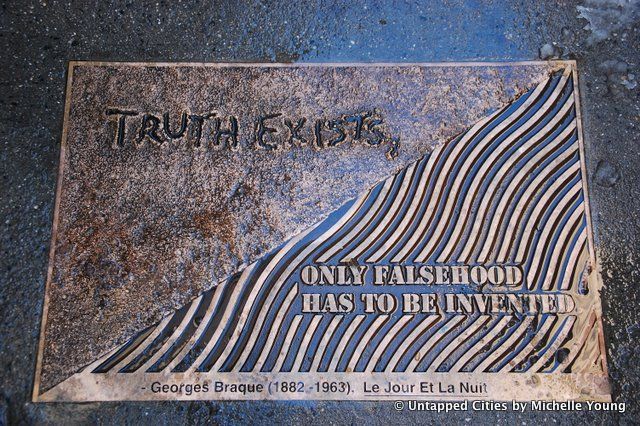 TRUTH EXISTS,
ONLY FALSEHOOD
HAS TO BE INVENTED
- Georges Braque (1882 -1963). Le Jour Et La Nuit
© Untapped Cities by Michelle Young